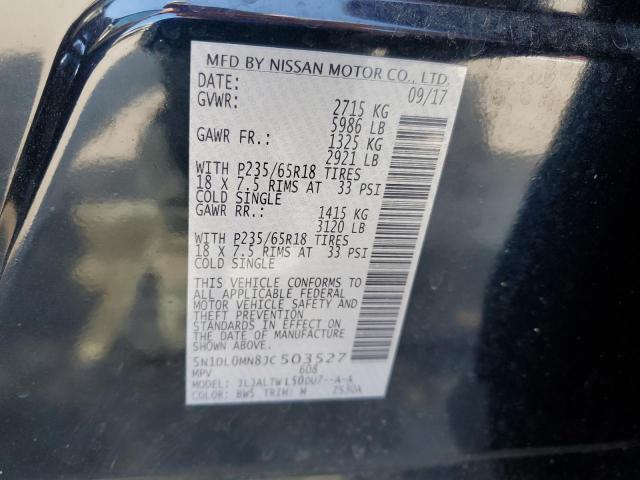 MFD BY NISSAN MOTOR CO., LTD.
DATE: 09/17
GVWR: 2715 KG
5986 LB
GAWR FR.: 1325 KG
2921 LB
WITH P235/65R18 TIRES
18 X 7.5 RIMS AT 33 PSI
COLD SINGLE
GAWR RR.: 1415 KG
3120 LB
WITH P235/65R18 TIRES
18 X 7.5 RIMS AT 33 PSI
COLD SINGLE
THIS VEHICLE CONFORMS TO
ALL APPLICABLE FEDERAL
MOTOR VEHICLE SAFETY AND
THEFT PREVENTION
STANDARDS IN EFFECT ON
THE DATE OF MANUFACTURE
SHOWN ABOVE.
5N1DL0MN8JC503527
MPV 608
MODEL: JLJALTWL50DU7--A-A
COLOR: BW5 TRIM: W 2530A